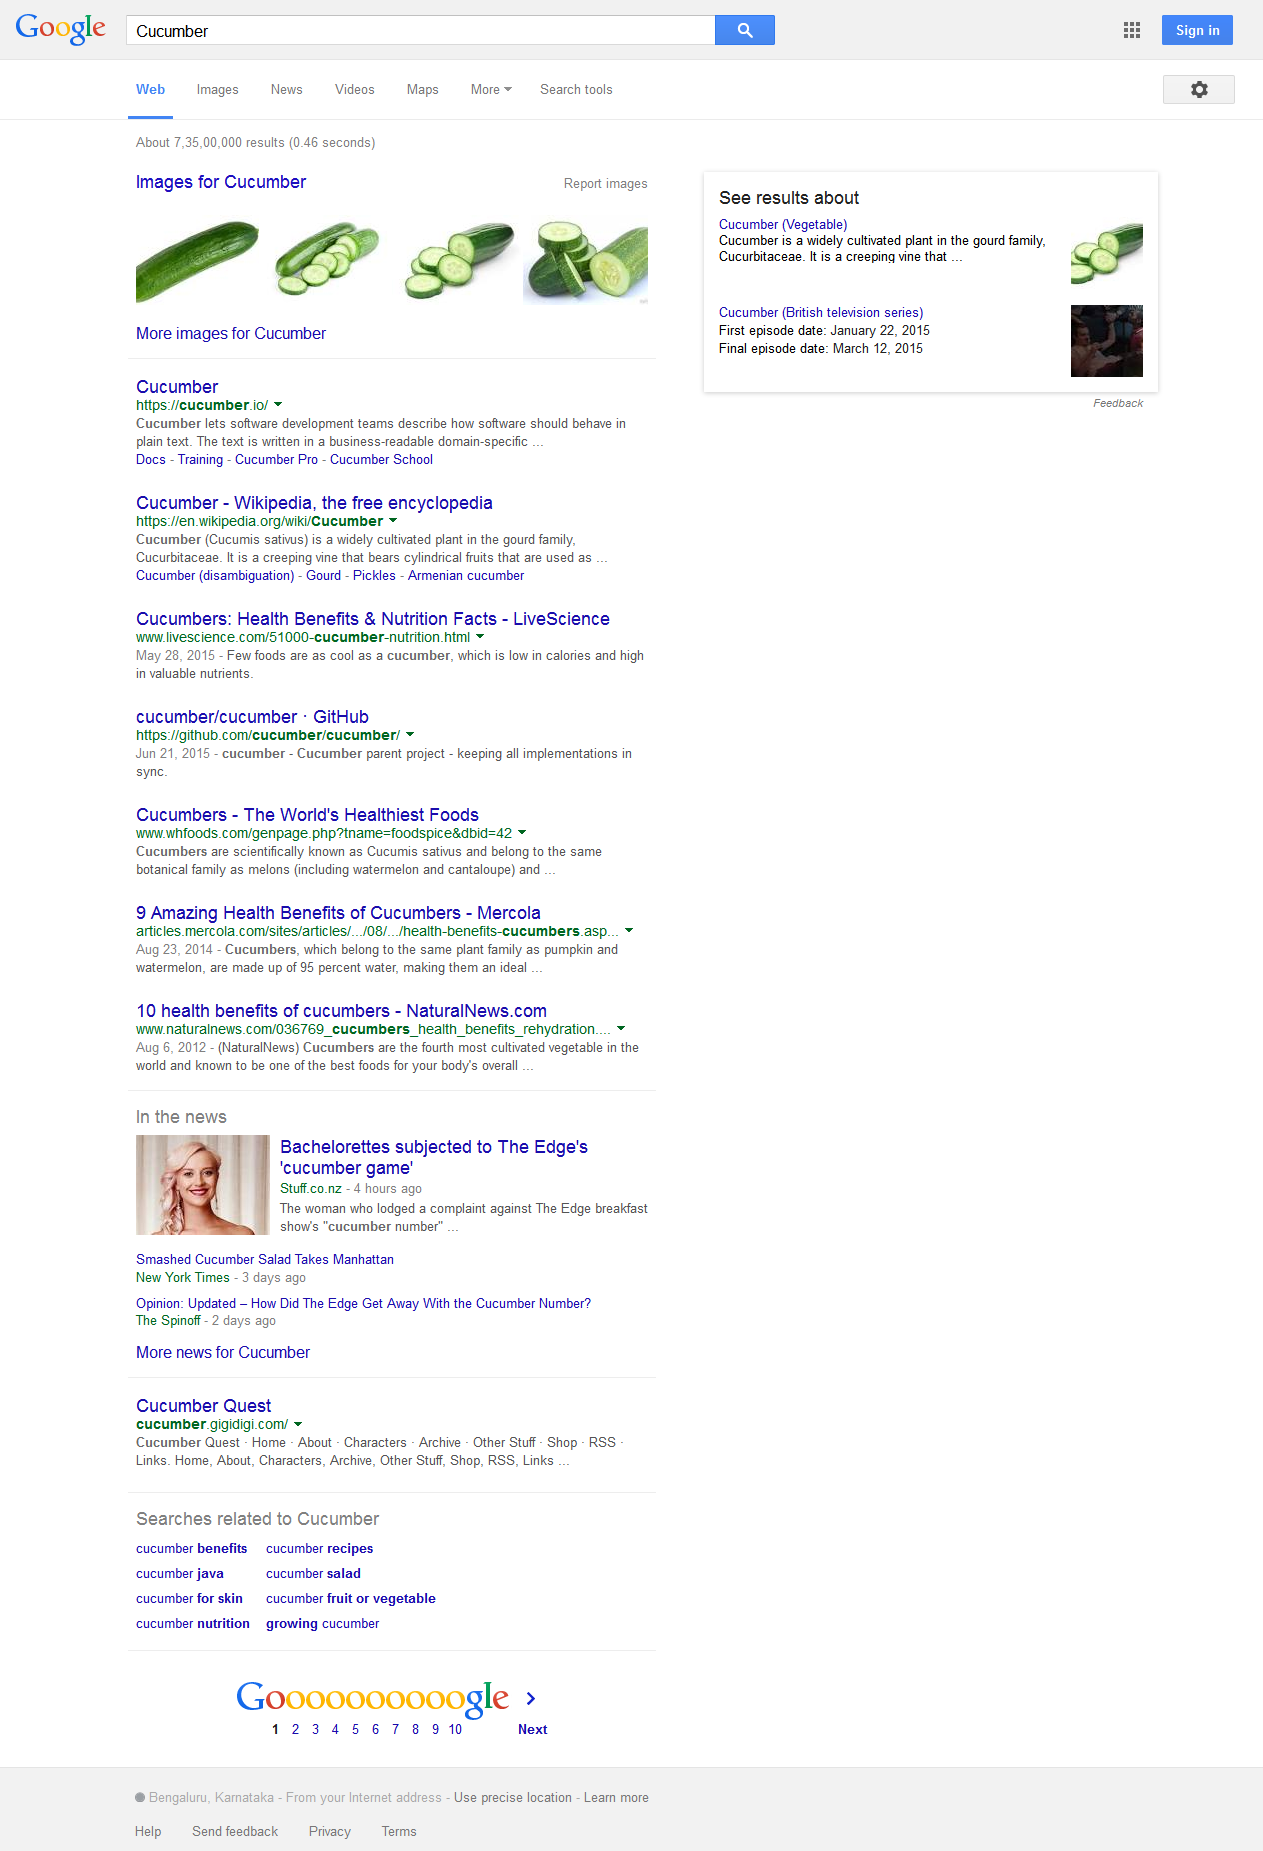 Google
Cucumber
Sign in
Web Images News Videos Maps More Search tools
About 7,35,00,000 results (0.46 seconds)
Images for Cucumber
Report images
More images for Cucumber
Cucumber
https://cucumber.io/
Cucumber lets software development teams describe how software should behave in
plain text. The text is written in a business-readable domain-specific ...
Docs - Training - Cucumber Pro - Cucumber School
Cucumber - Wikipedia, the free encyclopedia
https://en.wikipedia.org/wiki/Cucumber
Cucumber (Cucumis sativus) is a widely cultivated plant in the gourd family,
Cucurbitaceae. It is a creeping vine that bears cylindrical fruits that are used as ...
Cucumber (disambiguation) - Gourd - Pickles - Armenian cucumber
Cucumbers: Health Benefits & Nutrition Facts - LiveScience
www.livescience.com/51000-cucumber-nutrition.html
May 28, 2015 - Few foods are as cool as a cucumber, which is low in calories and high
in valuable nutrients.
cucumber/cucumber · GitHub
https://github.com/cucumber/cucumber/
Jun 21, 2015 - cucumber - Cucumber parent project - keeping all implementations in
sync.
Cucumbers - The World's Healthiest Foods
www.whfoods.com/genpage.php?tname=foodspice&dbid=42
Cucumbers are scientifically known as Cucumis sativus and belong to the same
botanical family as melons (including watermelon and cantaloupe) and ...
9 Amazing Health Benefits of Cucumbers - Mercola
articles.mercola.com/sites/articles/.../08/.../health-benefits-cucumbers.asp...
Aug 23, 2014 - Cucumbers, which belong to the same plant family as pumpkin and
watermelon, are made up of 95 percent water, making them an ideal ...
10 health benefits of cucumbers - NaturalNews.com
www.naturalnews.com/036769_cucumbers_health_benefits_rehydration....
Aug 6, 2012 - (NaturalNews) Cucumbers are the fourth most cultivated vegetable in the
world and known to be one of the best foods for your body's overall ...
In the news
Bachelorettes subjected to The Edge's
'cucumber game'
Stuff.co.nz - 4 hours ago
The woman who lodged a complaint against The Edge breakfast
show's "cucumber number" ...
Smashed Cucumber Salad Takes Manhattan
New York Times - 3 days ago
Opinion: Updated – How Did The Edge Get Away With the Cucumber Number?
The Spinoff - 2 days ago
More news for Cucumber
Cucumber Quest
cucumber.gigidigi.com/
Cucumber Quest · Home · About · Characters · Archive · Other Stuff · Shop · RSS ·
Links. Home, About, Characters, Archive, Other Stuff, Shop, RSS, Links ...
Searches related to Cucumber
cucumber benefits cucumber recipes
cucumber java cucumber salad
cucumber for skin cucumber fruit or vegetable
cucumber nutrition growing cucumber
Goooooooooogle
1 2 3 4 5 6 7 8 9 10 Next
See results about
Cucumber (Vegetable)
Cucumber is a widely cultivated plant in the gourd family,
Cucurbitaceae. It is a creeping vine that ...
Cucumber (British television series)
First episode date: January 22, 2015
Final episode date: March 12, 2015
Feedback
Bengaluru, Karnataka - From your Internet address - Use precise location - Learn more
Help Send feedback Privacy Terms